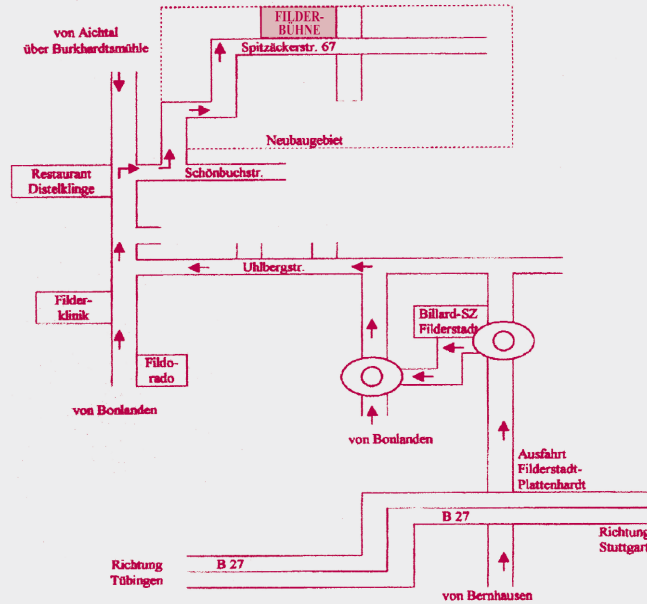 FILDER-
BÜHNE
von Aichtal
über Burkhardtsmühle
Spitzäckerstr. 67
Neubaugebiet
Restaurant
Distelklinge
Schönbuchstr.
Uhlbergstr.
Filder-
klinik
Billard-SZ
Filderstadt
Fildo-
rado
von Bonlanden
von Bonlanden
Ausfahrt
Filderstadt-
Plattenhardt
B 27
Richtung
Stuttgart
Richtung
Tübingen
B 27
von Bernhausen